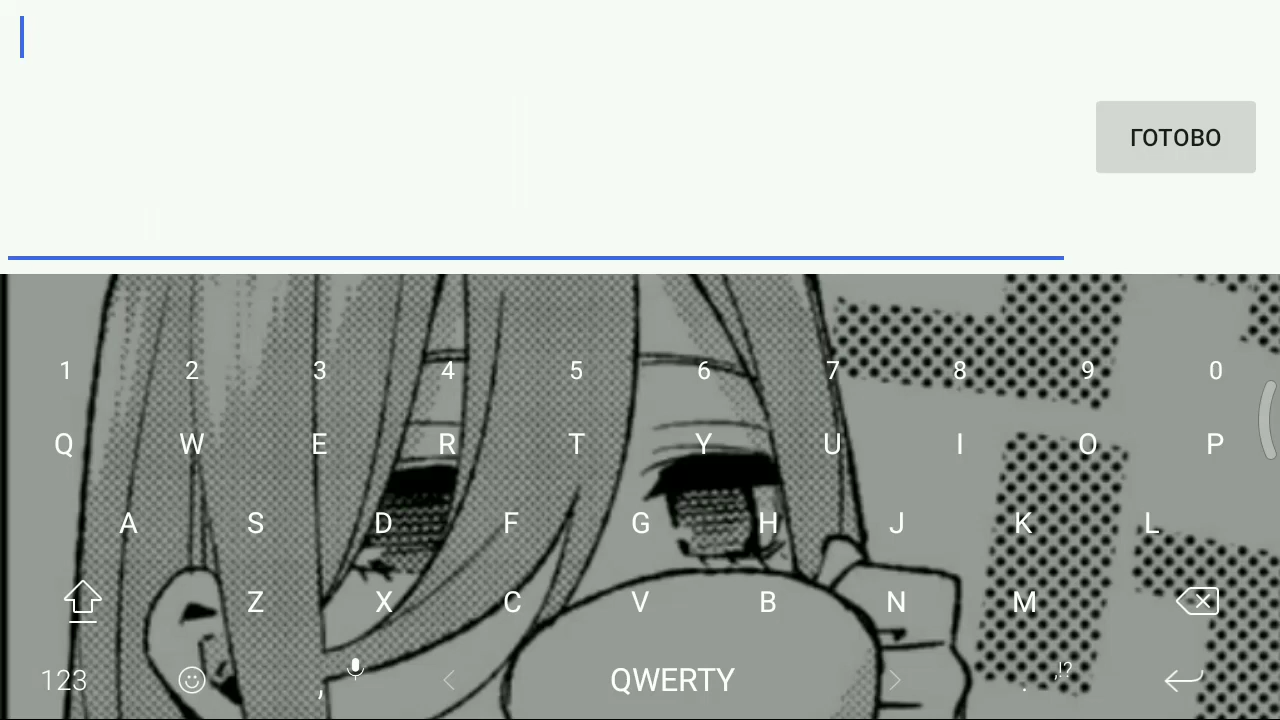 ГОТОВО
1 2 3 4 5 6 7 8 9 0
Q W E R T Y U I O P
A S D F G H J K L
Z X C V B N M
123 , QWERTY . ,!?